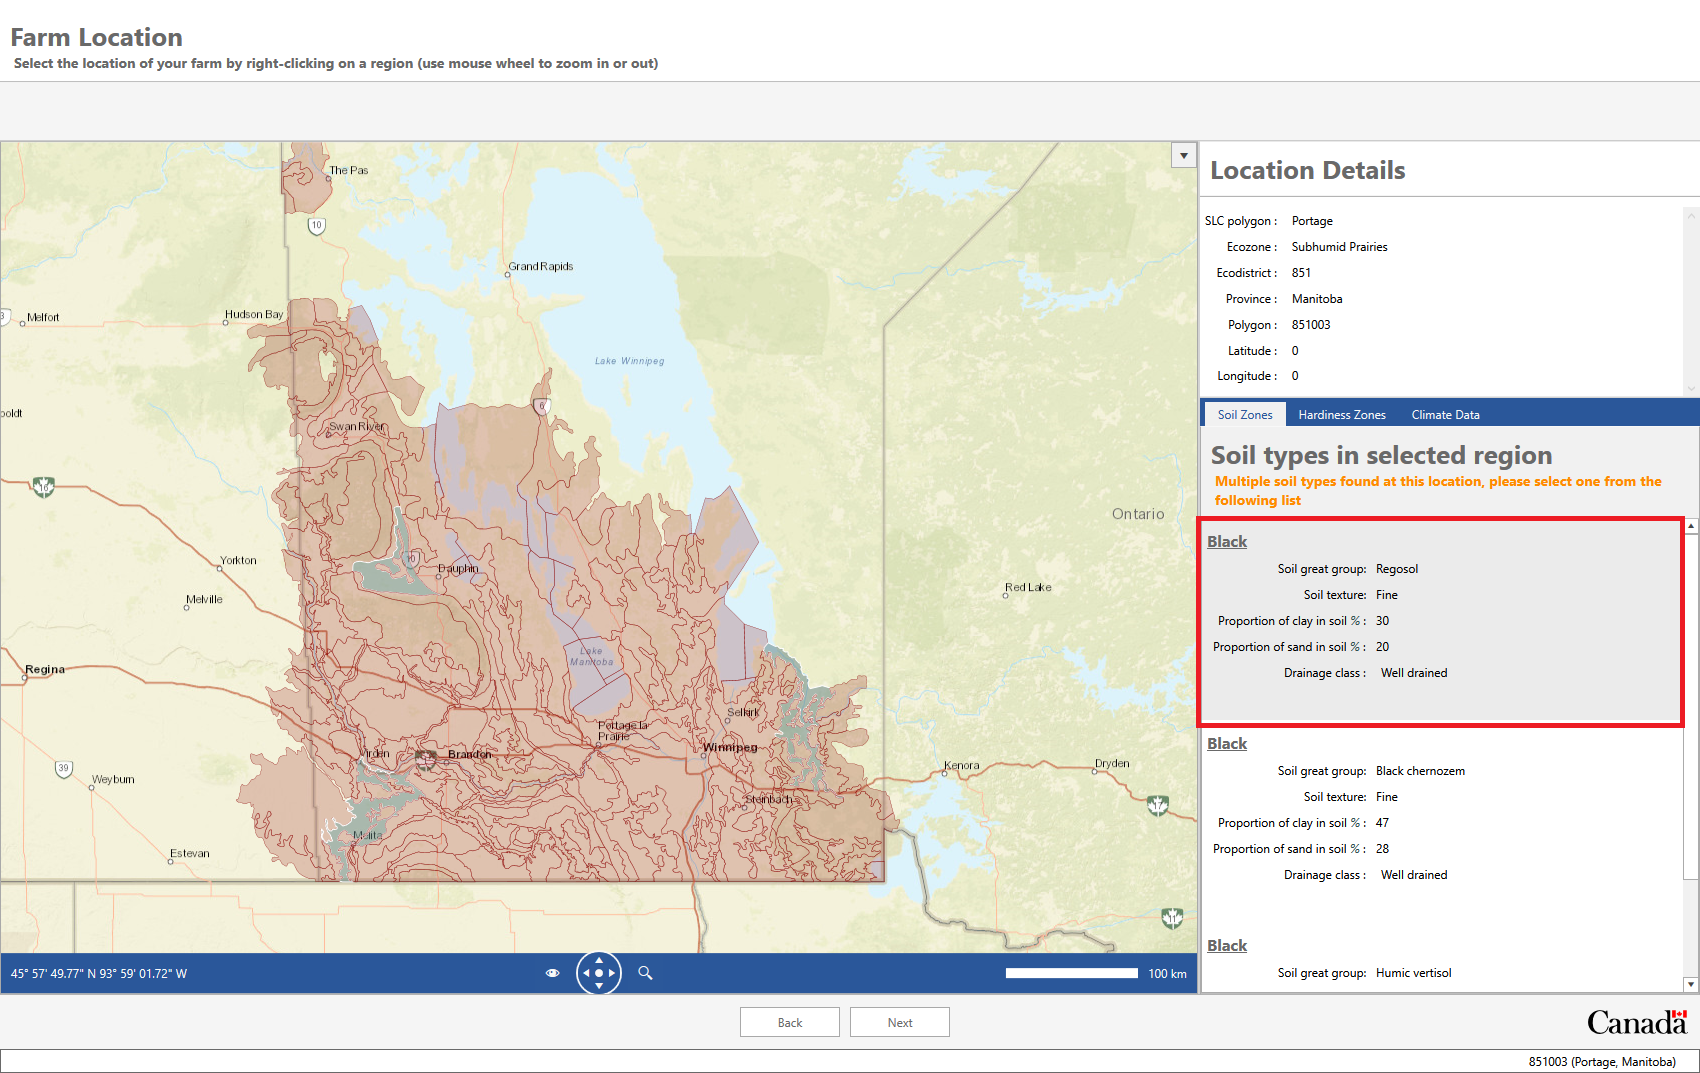 Farm Location
Select the location of your farm by right-clicking on a region (use mouse wheel to zoom in or out)
The Pas
10
Grand Rapids
Hudson Bay
3
Melfort
Lake Winnipeg
6
oldt
Swan River
16
Ontario
Yorkton
10
Dauphin
Red Lake
Melville
Lake
Manitoba
Regina
Selkirk
Portage la
Prairie
Winnipeg
Virden
Brandon
39
Weyburn
Kenora
Dryden
Steinbach
17
Melita
Estevan
11
45° 57' 49.77" N 93° 59' 01.72" W
100 km
Location Details
SLC polygon : Portage
Ecozone : Subhumid Prairies
Ecodistrict : 851
Province : Manitoba
Polygon : 851003
Latitude : 0
Longitude : 0
Soil Zones Hardiness Zones Climate Data
Soil types in selected region
Multiple soil types found at this location, please select one from the
following list
Black
Soil great group: Regosol
Soil texture: Fine
Proportion of clay in soil % : 30
Proportion of sand in soil % : 20
Drainage class : Well drained
Black
Soil great group: Black chernozem
Soil texture: Fine
Proportion of clay in soil % : 47
Proportion of sand in soil % : 28
Drainage class : Well drained
Black
Soil great group: Humic vertisol
Back Next
Canada
851003 (Portage, Manitoba)